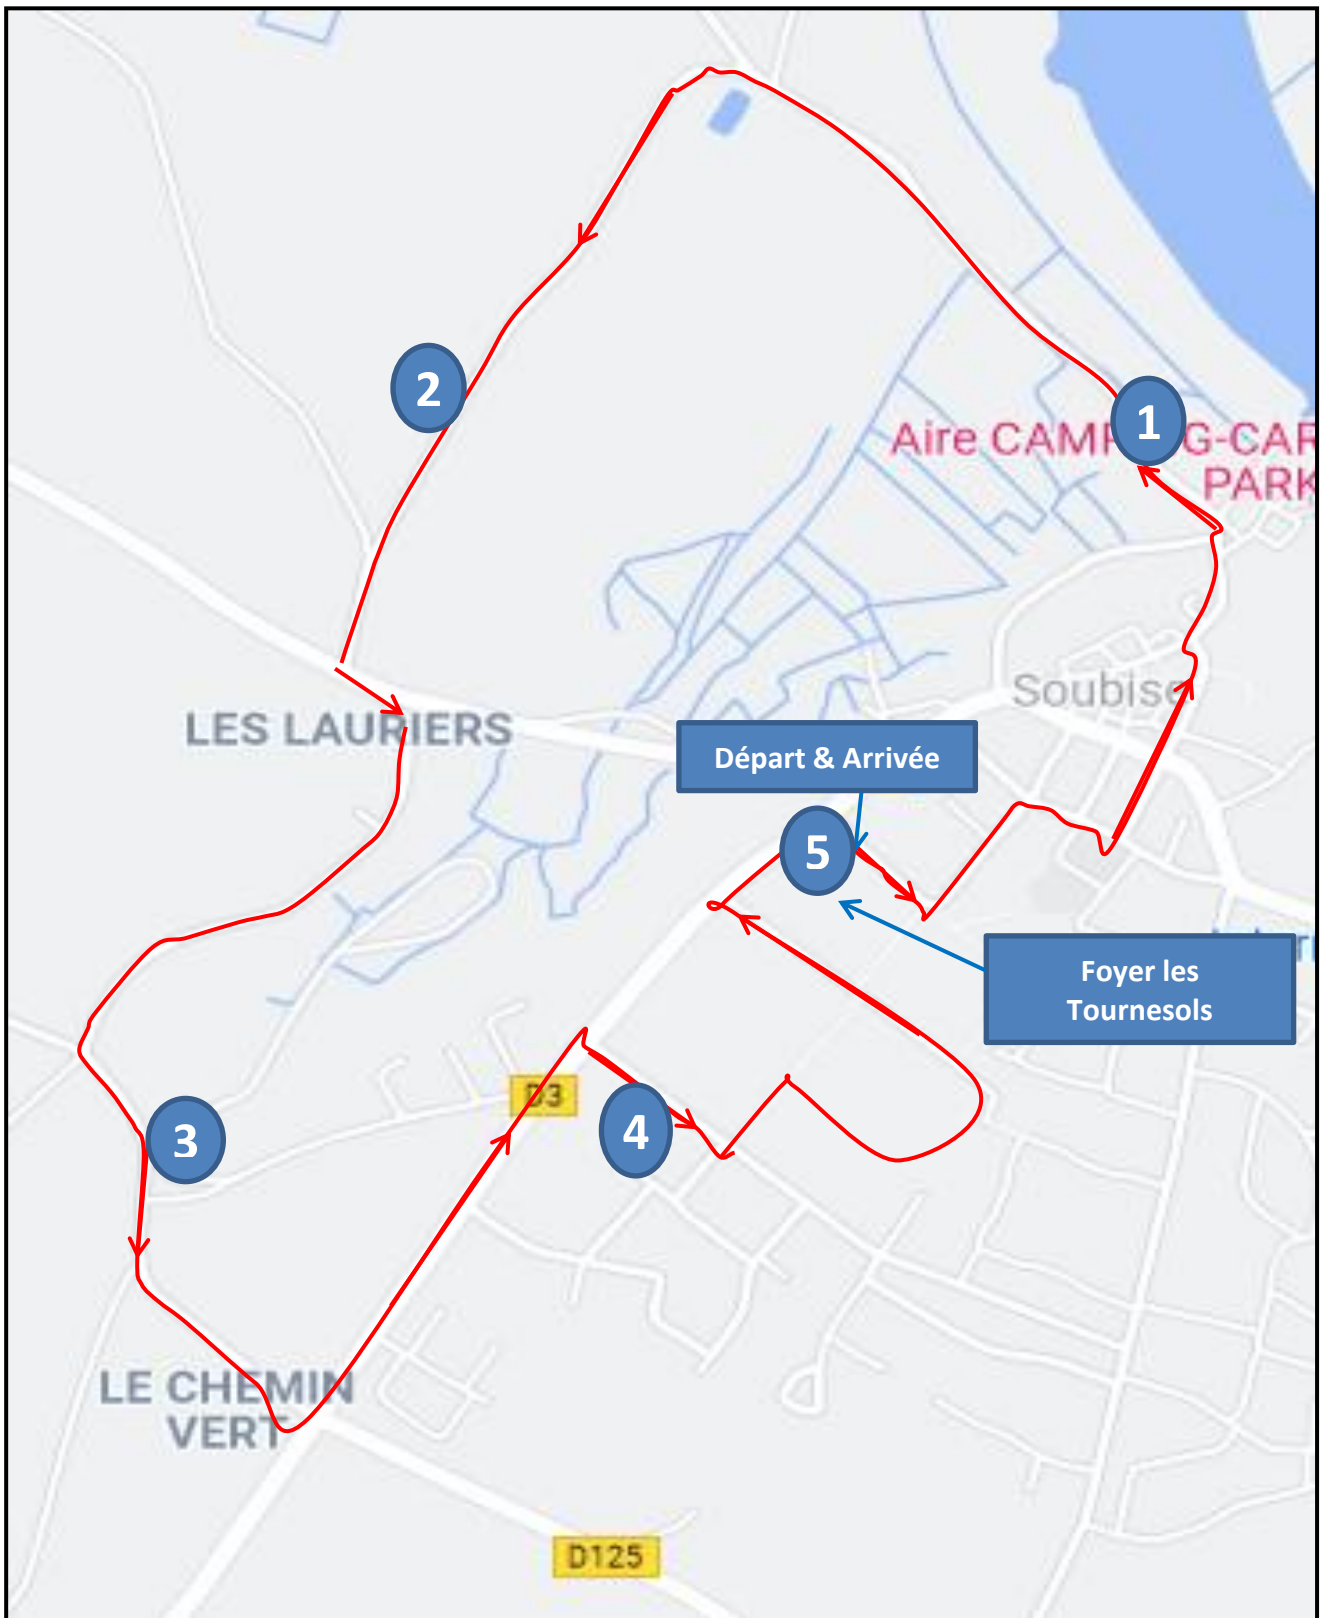 2
1
Aire CAMP
G-CAR
PARK
Soubise
LES LAURIERS
Départ & Arrivée
5
Foyer les
Tournesols
D3
4
3
LE CHEMIN
VERT
D125